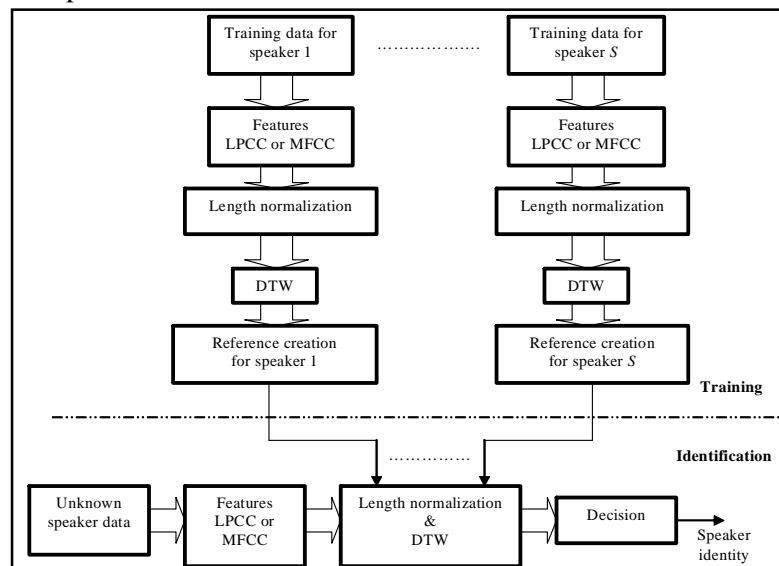 Training data for
speaker 1
……………….
Training data for
speaker S
Features
LPCC or MFCC
Features
LPCC or MFCC
Length normalization
Length normalization
DTW
DTW
Reference creation
for speaker 1
Reference creation
for speaker S
Training
……………
Identification
Unknown
speaker data
Features
LPCC or
MFCC
Length normalization
&
DTW
Decision
Speaker
identity